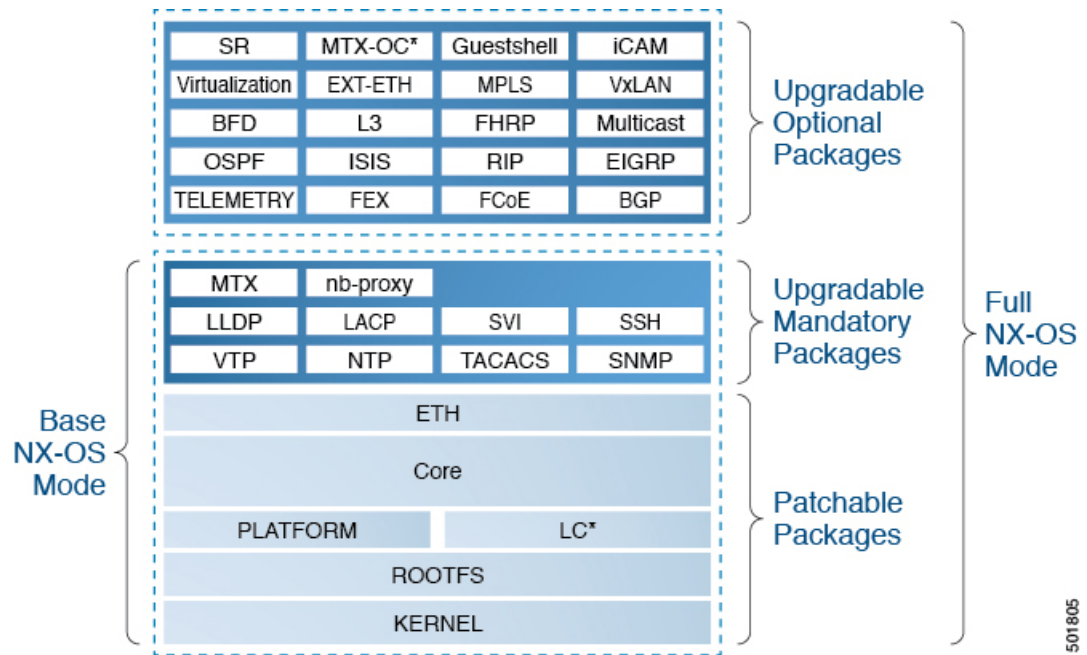 SR MTX-OC* Guestshell iCAM
Virtualization EXT-ETH MPLS VxLAN
BFD L3 FHRP Multicast
OSPF ISIS RIP EIGRP
TELEMETRY FEX FCoE BGP
Upgradable
Optional
Packages
MTX nb-proxy
LLDP LACP SVI SSH
VTP NTP TACACS SNMP
Upgradable
Mandatory
Packages
Full
NX-OS
Mode
Base
NX-OS
Mode
ETH
Core
PLATFORM LC*
ROOTFS
KERNEL
Patchable
Packages
501805